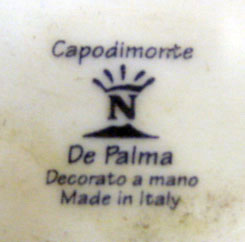 Capodimonte
N
De Palma
Decorato a mano
Made in Italy